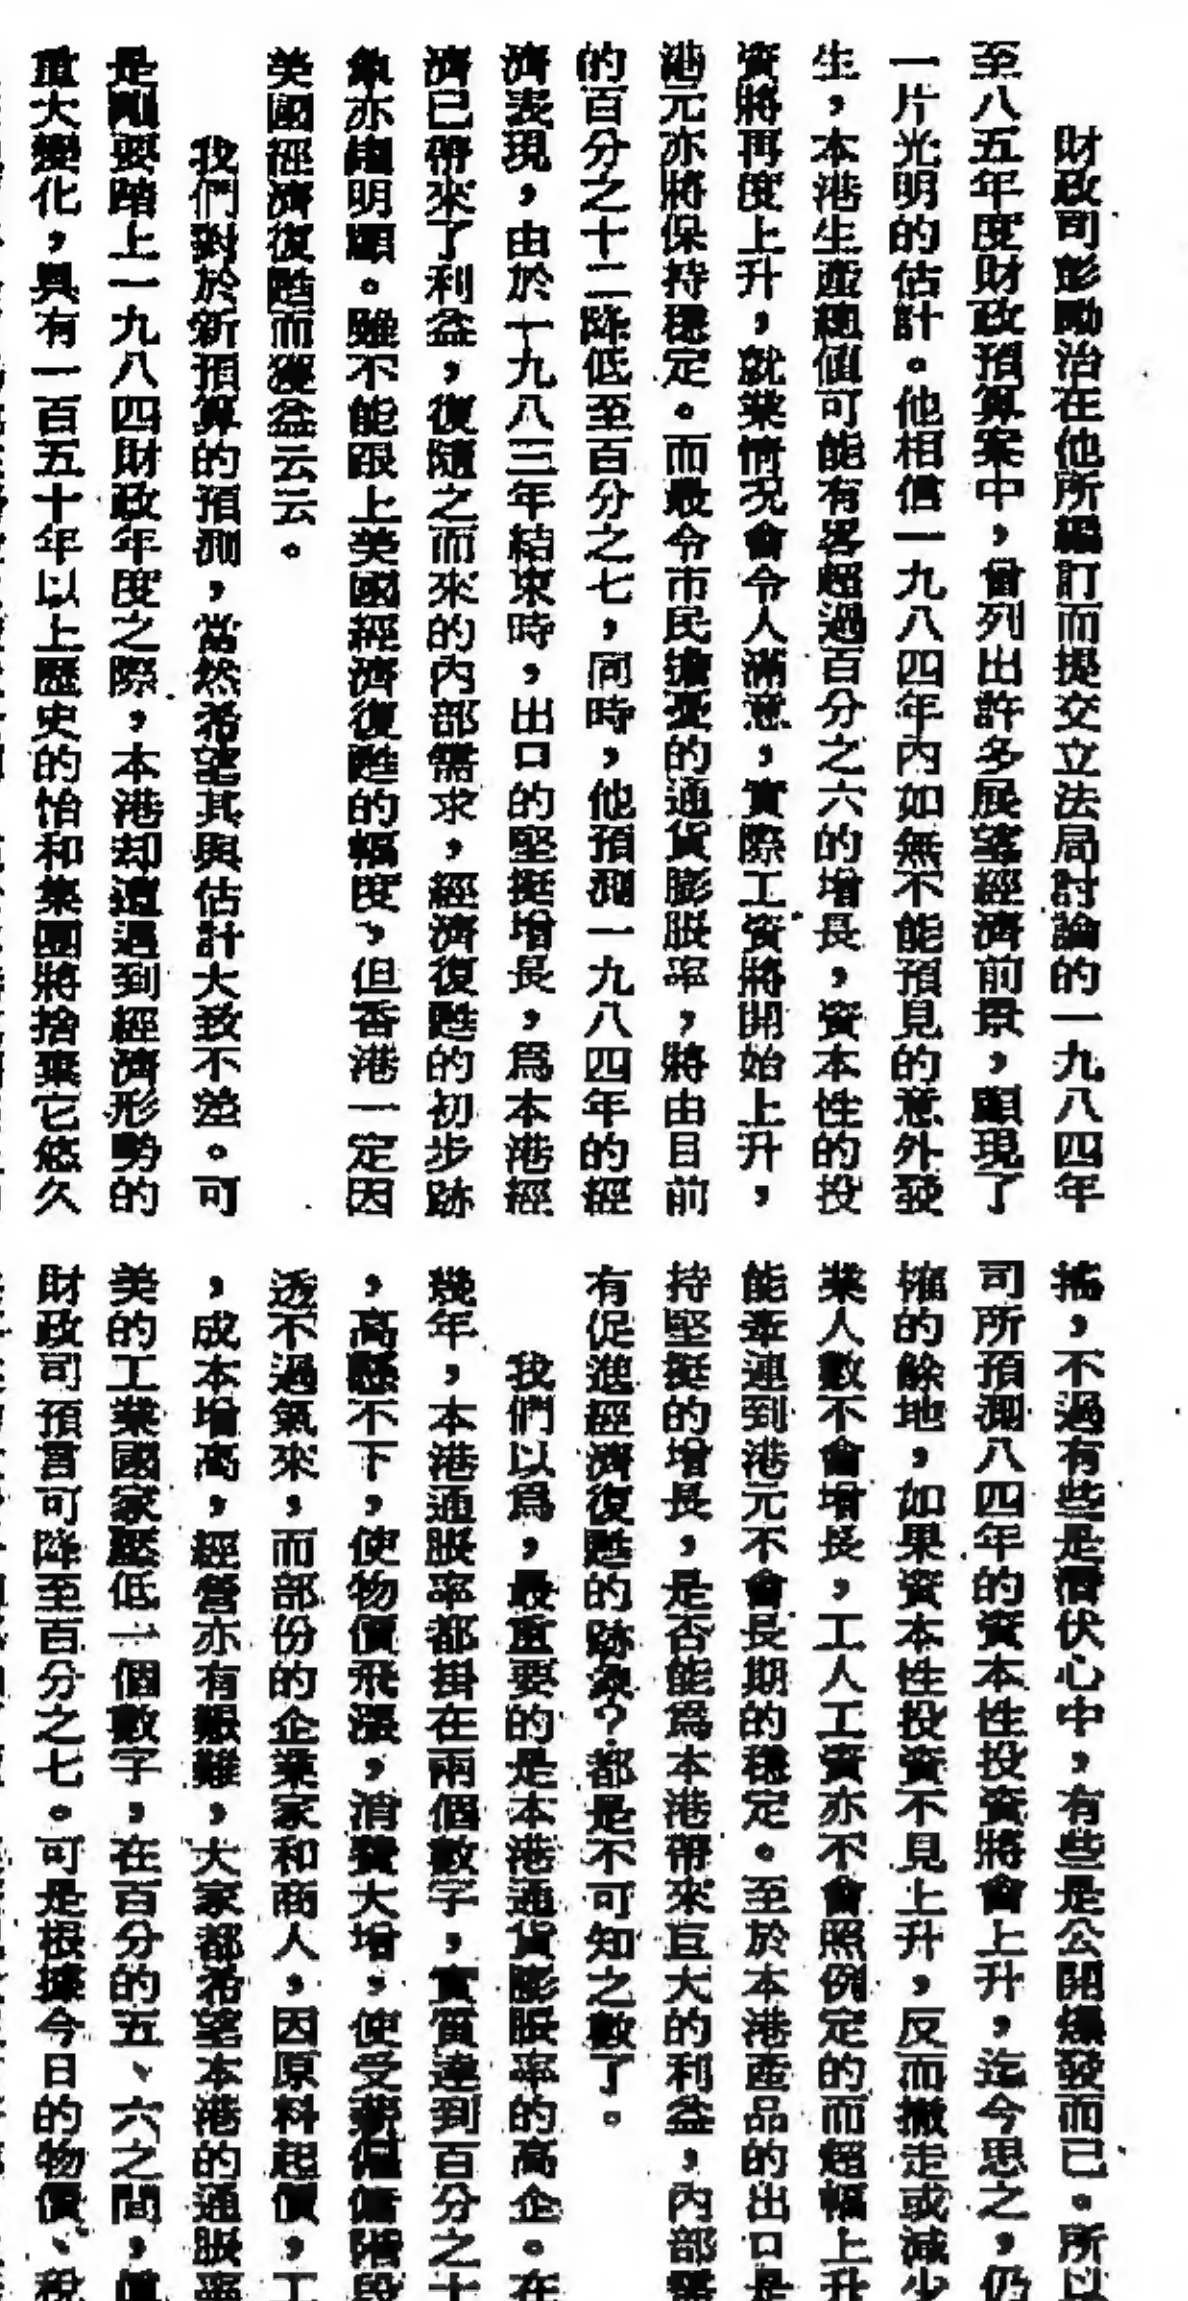 財政司彭勵治在他所編訂而提交立法局討論的一九八四年
至八五年度財政預算案中，曾列出許多展望經濟前景，顯現了
一片光明的估計。他相信一九八四年內如無不能預見的意外發
生，本港生產總值可能有畧超過百分之六的增長，資本性的投
資將再度上升，就業情況會令人滿意，實際工資將開始上升，
港元亦將保持穩定。而最令市民擔憂的通貨膨脹率，將由目前
的百分之十二降低至百分之七，同時，他預測一九八四年的經
濟表現，由於一九八三年結束時，出口的堅挺增長，爲本港經
濟已帶來了利益，復隨之而來的內部需求，經濟復甦的初步跡
象亦趨明顯。雖不能跟上美國經濟復甦的幅度，但香港一定因
美國經濟復甦而獲益云云。
我們對於新預算的預測，當然希望其與估計大致不差。可
是剛要踏上一九八四財政年度之際，本港却遭遇到經濟形勢的
重大變化，具有一百五十年以上歷史的怡和集團將捨棄它悠久
搖，不過有些是潛伏心中，有些是公開爆發而已。所以
司所預測八四年的資本性投資將會上升，迄今思之，仍
榷的餘地，如果資本性投資不見上升，反而撤走或減少
業人數不會增長，工人工資亦不會照例定的而超幅上升
能牽連到港元不會長期的穩定。至於本港產品的出口是
持堅挺的增長，是否能爲本港帶來巨大的利益，內部需
有促進經濟復甦的跡象？都是不可知之數了。
我們以爲，最重要的是本港通貨膨脹率的高企。在
幾年，本港通脹率都掛在兩個數字，實質達到百分之十
，高懸不下，使物價飛漲，消費大增，使受薪僱傭階段
透不過氣來，而部份的企業家和商人，因原料起價，工
，成本增高，經營亦有艱難，大家都希望本港的通脹率
美的工業國家壓低一個數字，在百分的五、六之間，
財政司預言可降至百分之七。可是根據今日的物價、稅